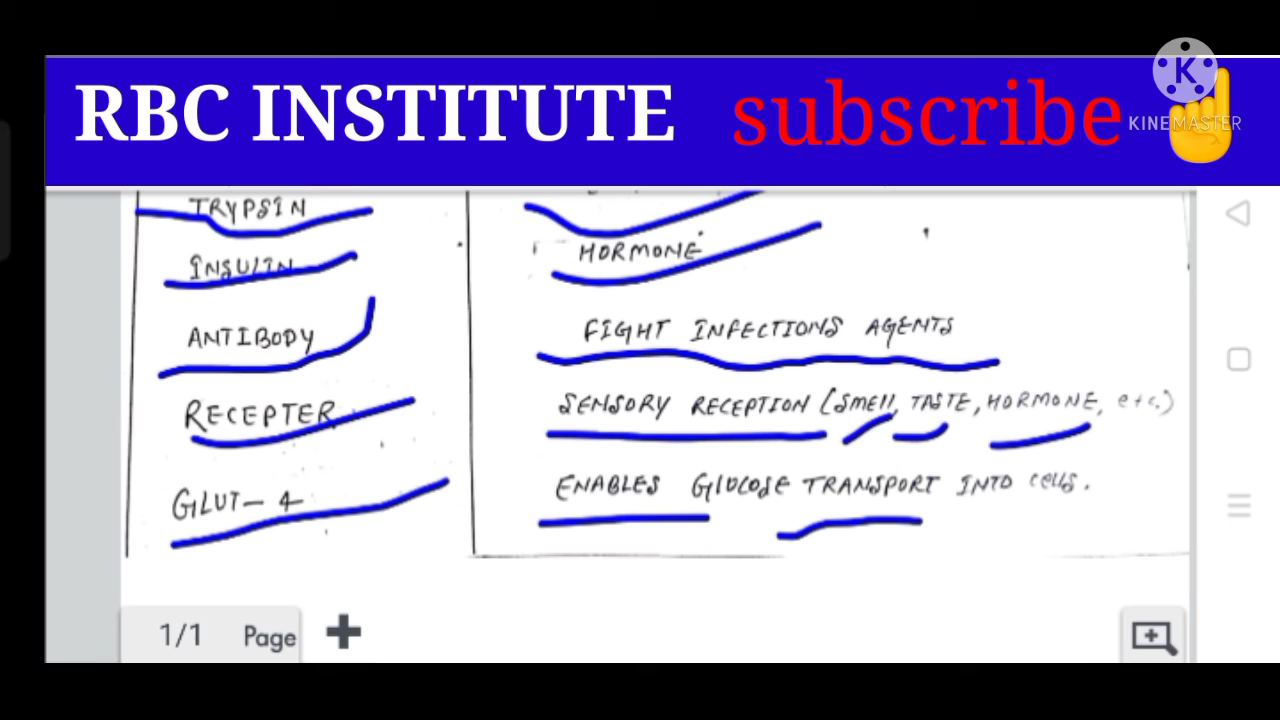 RBC INSTITUTE subscribe
KINEMASTER
TRYPSIN
INSULIN HORMONE
ANTIBODY FIGHT INFECTIONS AGENTS
RECEPTER SENSORY RECEPTION (SMEll, TASTE, HORMONE, etc.)
GLUT-4 ENABLES GlUCOSE TRANSPORT INTO CEllS.
1/1 Page